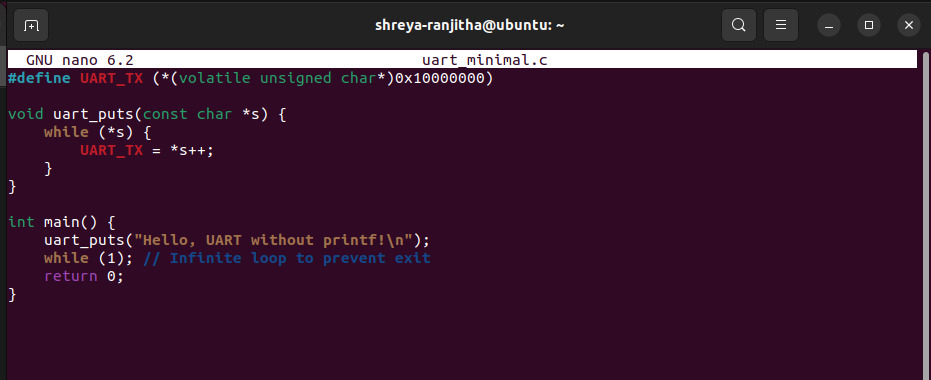 shreya-ranjitha@ubuntu: ~
GNU nano 6.2 uart_minimal.c
#define UART_TX (*(volatile unsigned char*)0x10000000)
void uart_puts(const char *s) {
    while (*s) {
        UART_TX = *s++;
    }
}
int main() {
    uart_puts("Hello, UART without printf!\n");
    while (1); // Infinite loop to prevent exit
    return 0;
}